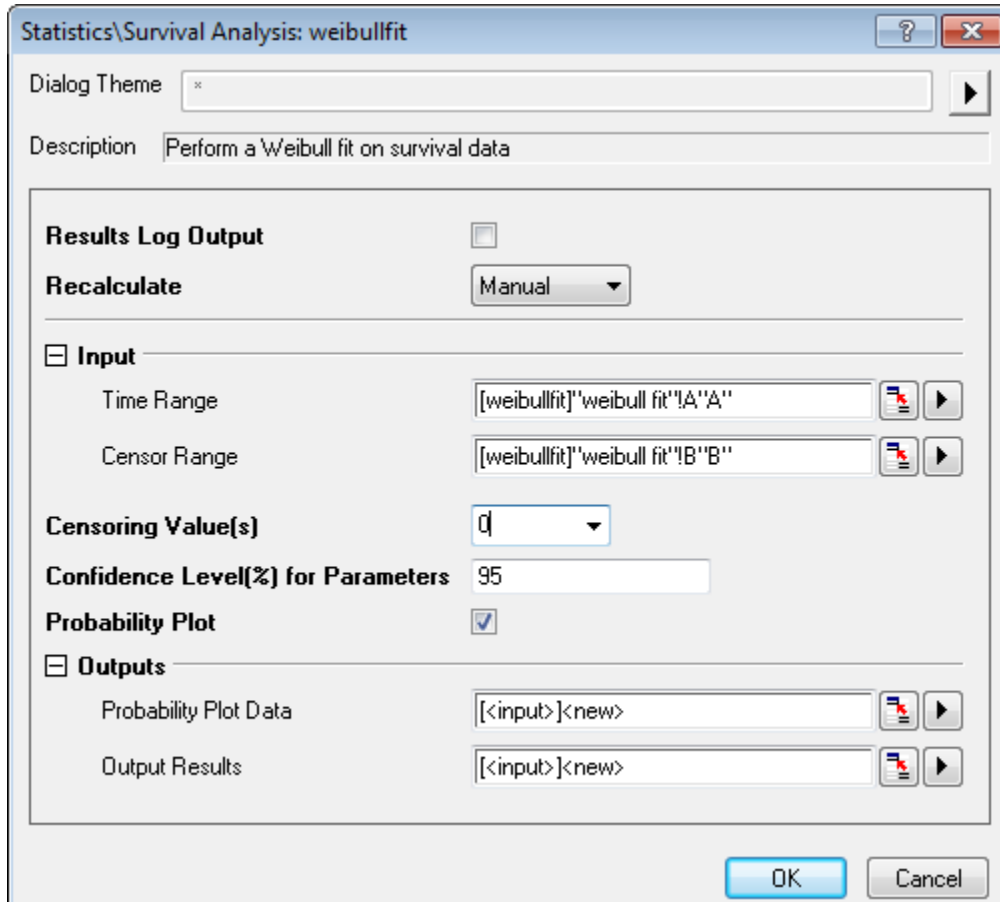 Statistics\Survival Analysis: weibullfit
Dialog Theme *
Description Perform a Weibull fit on survival data
Results Log Output
Recalculate Manual
Input
Time Range [weibullfit]"weibull fit"!A"A"
Censor Range [weibullfit]"weibull fit"!B"B"
Censoring Value(s) 0
Confidence Level(%) for Parameters 95
Probability Plot
Outputs
Probability Plot Data [<input>]<new>
Output Results [<input>]<new>
OK Cancel